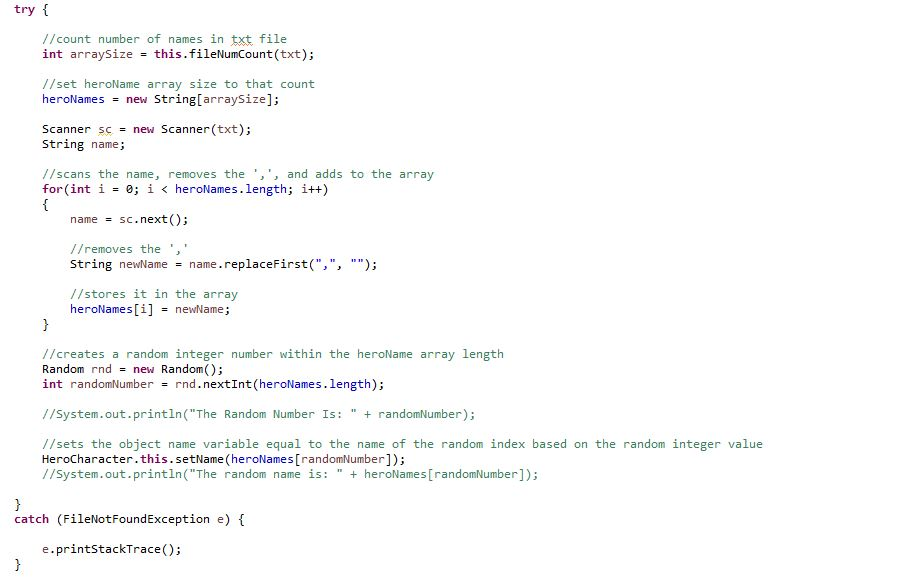 try {
//count number of names in txt file
int arraySize = this.fileNumCount(txt);
//set heroName array size to that count
heroNames = new String[arraySize];
Scanner sc = new Scanner(txt);
String name;
//scans the name, removes the ',', and adds to the array
for(int i = 0; i < heroNames.length; i++)
{
name = sc.next();
//removes the ','
String newName = name.replaceFirst(",", "");
//stores it in the array
heroNames[i] = newName;
}
//creates a random integer number within the heroName array length
Random rnd = new Random();
int randomNumber = rnd.nextInt(heroNames.length);
//System.out.println("The Random Number Is: " + randomNumber);
//sets the object name variable equal to the name of the random index based on the random integer value
HeroCharacter.this.setName(heroNames[randomNumber]);
//System.out.println("The random name is: " + heroNames[randomNumber]);
}
catch (FileNotFoundException e) {
e.printStackTrace();
}